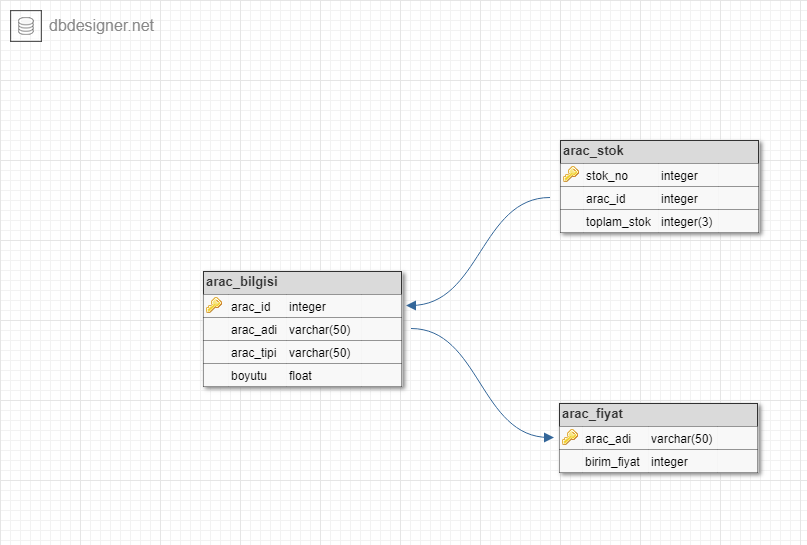 dbdesigner.net
arac_stok
stok_no integer
arac_id integer
toplam_stok integer(3)
arac_bilgisi
arac_id integer
arac_adi varchar(50)
arac_tipi varchar(50)
boyutu float
arac_fiyat
arac_adi varchar(50)
birim_fiyat integer